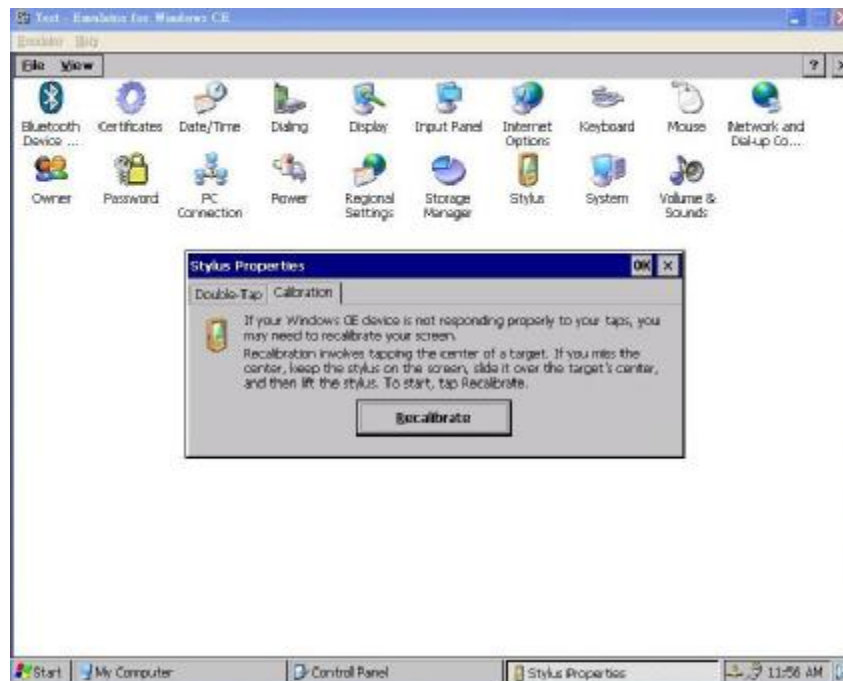 Text - Emulator for Windows CE
Emulator Help
File View ?
Bluetooth Device ...
Certificates
Date/Time
Dialing
Display
Input Panel
Internet Options
Keyboard
Mouse
Network and Dial-up Co...
Owner
Password
PC Connection
Power
Regional Settings
Storage Manager
Stylus
System
Volume & Sounds
Stylus Properties OK ×
Double-Tap Calibration
If your Windows CE device is not responding properly to your taps, you
may need to recalibrate your screen.
Recalibration involves tapping the center of a target. If you miss the
center, keep the stylus on the screen, slide it over the target's center,
and then lift the stylus. To start, tap Recalibrate.
Recalibrate
Start My Computer Control Panel Stylus Properties 11:56 AM